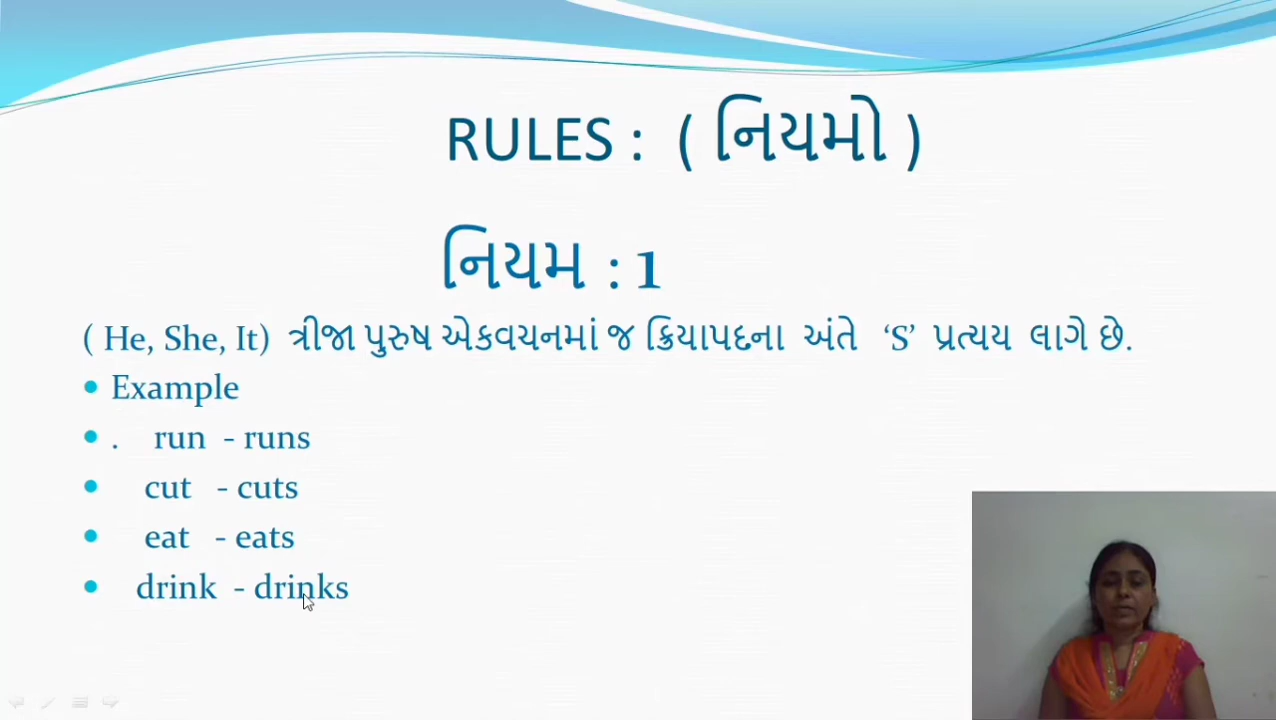 RULES : ( નિયમો )
નિયમ : 1
( He, She, It) ત્રીજા પુરુષ એકવચનમાં જ ક્રિયાપદના અંતે ‘S’ પ્રત્યય લાગે છે.
Example
. run - runs
cut - cuts
eat - eats
drink - drinks